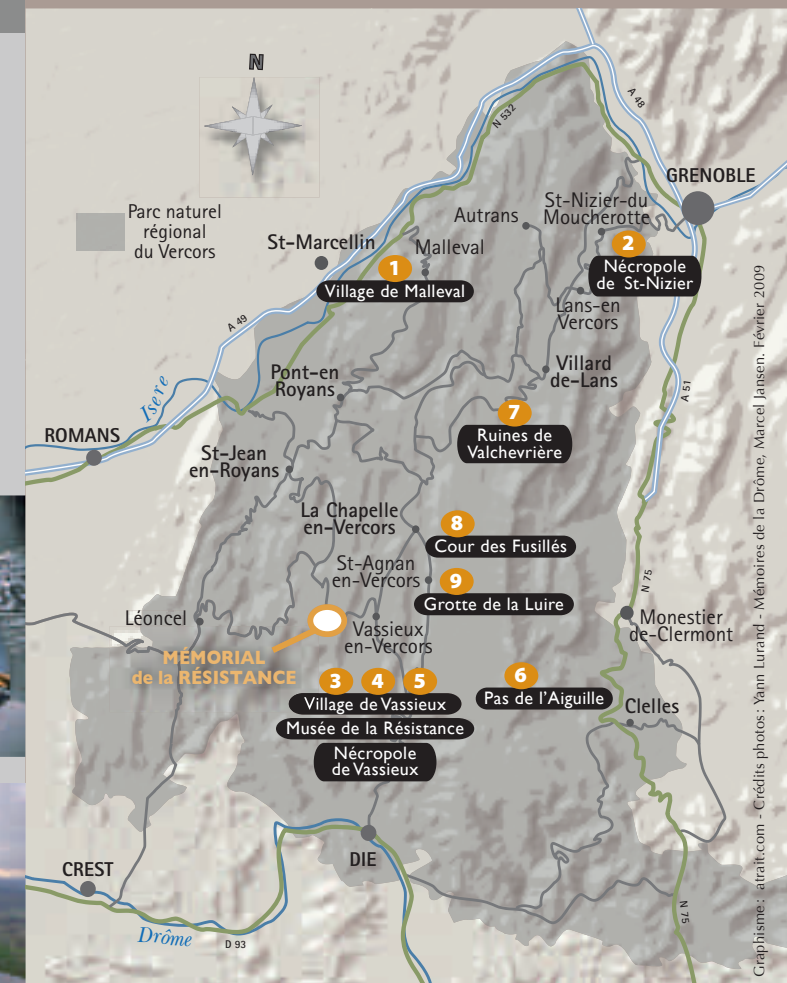 N
A 48
N 532
GRENOBLE
Parc naturel
régional
du Vercors
St-Nizier-du
Moucherotte
Autrans
St-Marcellin
Malleval
1
Village de Malleval
2
Nécropole
de St-Nizier
Lans-en
Vercors
A 49
Isere
Pont-en
Royans
Villard
de-Lans
A 51
7
Ruines de
Valchevrière
ROMANS
St-Jean
en-Royans
La Chapelle
en-Vercors
8
Cour des Fusillés
St-Agnan
en-Vercors
9
Grotte de la Luire
N 75
Léoncel
Vassieux
en-Vercors
Monestier
de-Clermont
MÉMORIAL
de la RÉSISTANCE
3 4 5
Village de Vassieux
Musée de la Résistance
Nécropole
de Vassieux
6
Pas de l'Aiguille
Clelles
DIE
CREST
Drôme
D 93
N 75
Graphisme : atrait.com - Crédits photos : Yann Lurand - Mémoires de la Drôme, Marcel Jansen. Février 2009